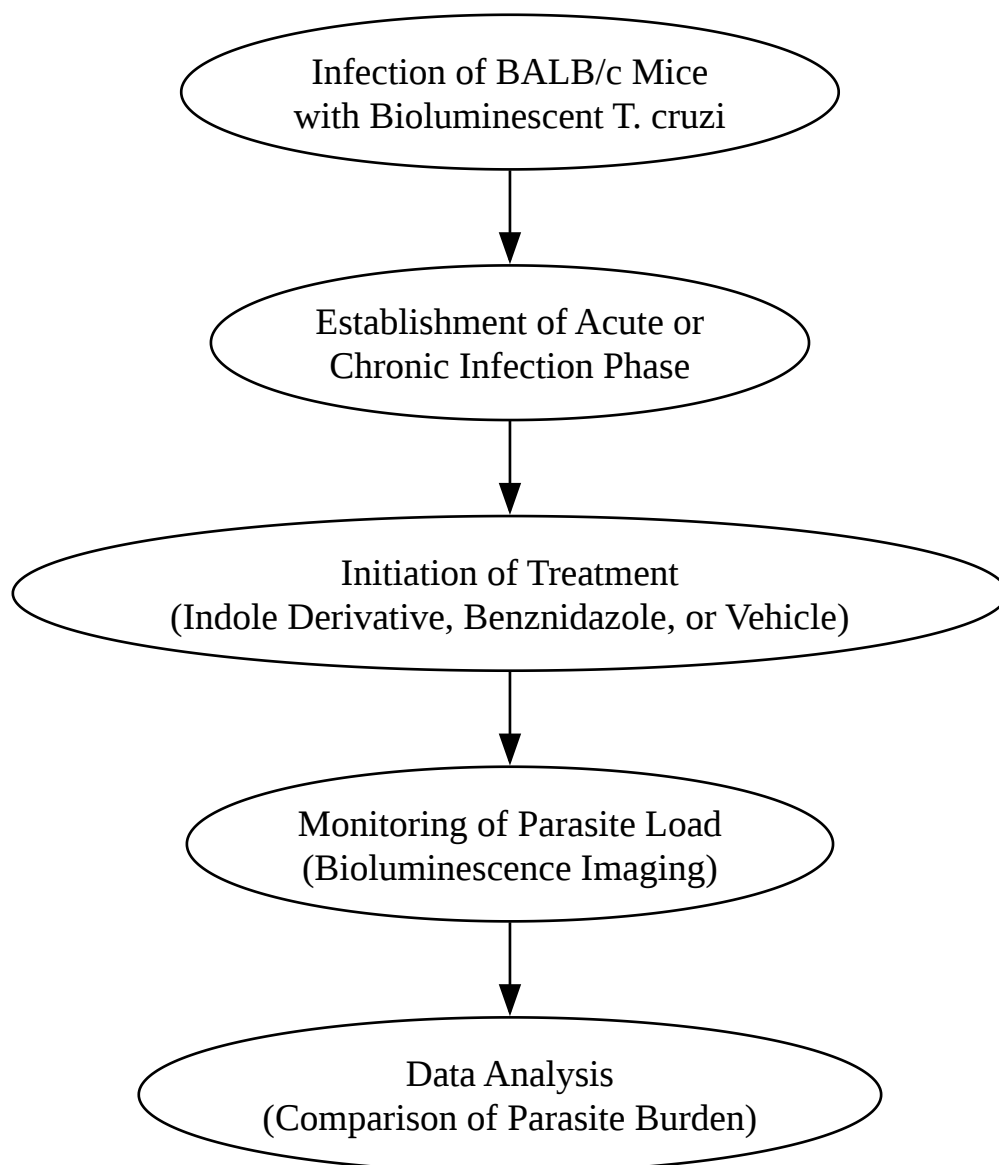 Infection of BALB/c Mice
with Bioluminescent T. cruzi
Establishment of Acute or
Chronic Infection Phase
Initiation of Treatment
(Indole Derivative, Benznidazole, or Vehicle)
Monitoring of Parasite Load
(Bioluminescence Imaging)
Data Analysis
(Comparison of Parasite Burden)